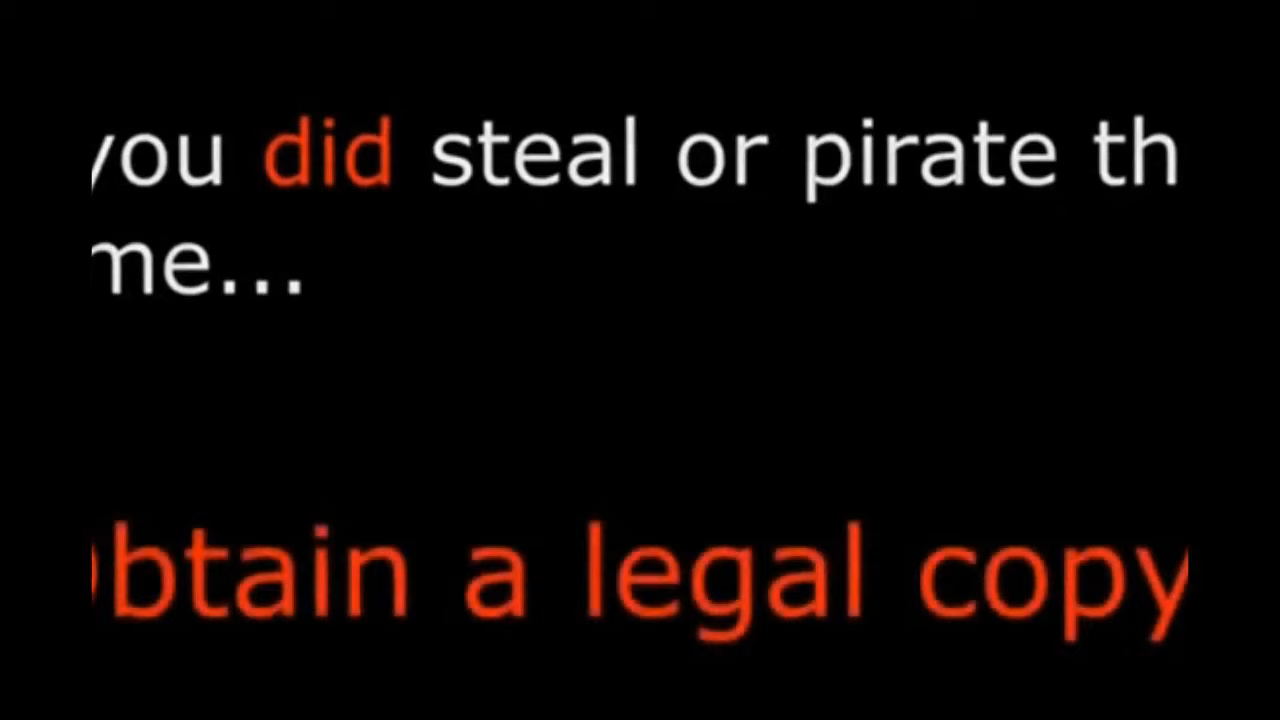 you did steal or pirate th
me...
btain a legal copy